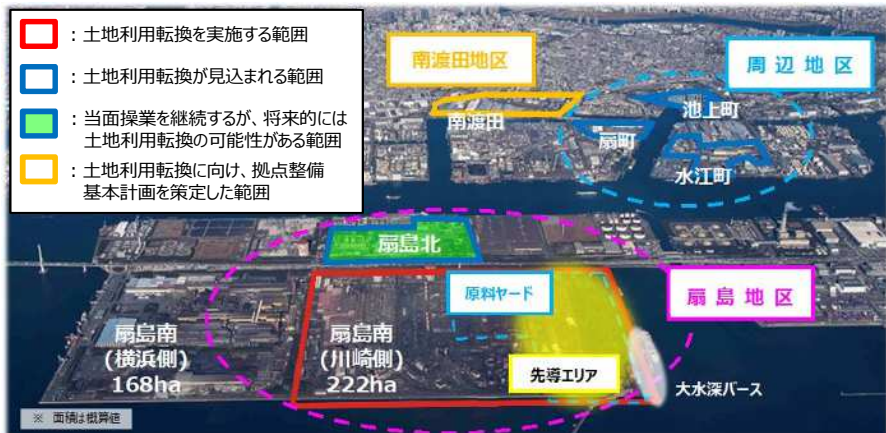 ：土地利用転換を実施する範囲
：土地利用転換が見込まれる範囲
：当面操業を継続するが、将来的には
土地利用転換の可能性がある範囲
：土地利用転換に向け、拠点整備
基本計画を策定した範囲
南渡田地区
周辺地区
南渡田
池上町
扇町
水江町
扇島北
原料ヤード
扇島地区
扇島南
(横浜側)
168ha
扇島南
(川崎側)
222ha
先導エリア
大水深バース
※ 面積は概算値